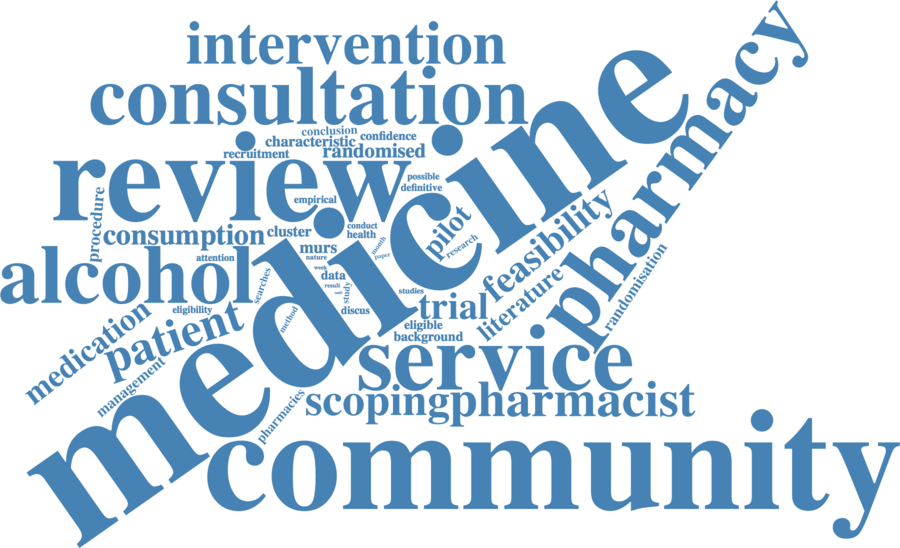 intervention
consultation
conclusion
characteristic
confidence
recruitment
randomised
review
possible
definitive
empirical
procedure
consumption
cluster
conduct
health
pilot
research
month
paper
murs
nature
attention
alcohol
searches
week
data
result
study
studies
discus
eligibility
method
medicine
pharmacy
feasibility
literature
randomisation
trial
eligible
background
medication
patient
management
service
scoping
pharmacist
pharmacies
community